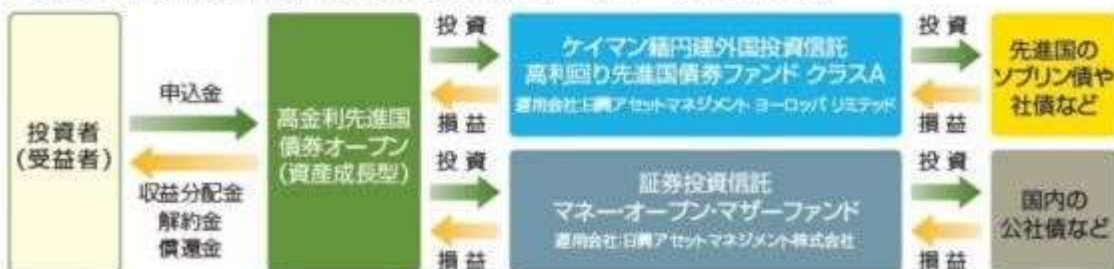 投資者
(受益者)
申込金
収益分配金
解約金
償還金
高金利先進国
債券オープン
(資産成長型)
投資
損益
ケイマン籍円建外国投資信託
高利回り先進国債券ファンド クラスA
運用会社:日興アセットマネジメント ヨーロッパ リミテッド
投資
損益
先進国の
ソブリン債や
社債など
投資
損益
証券投資信託
マネー・オープン・マザーファンド
運用会社:日興アセットマネジメント株式会社
投資
損益
国内の
公社債など